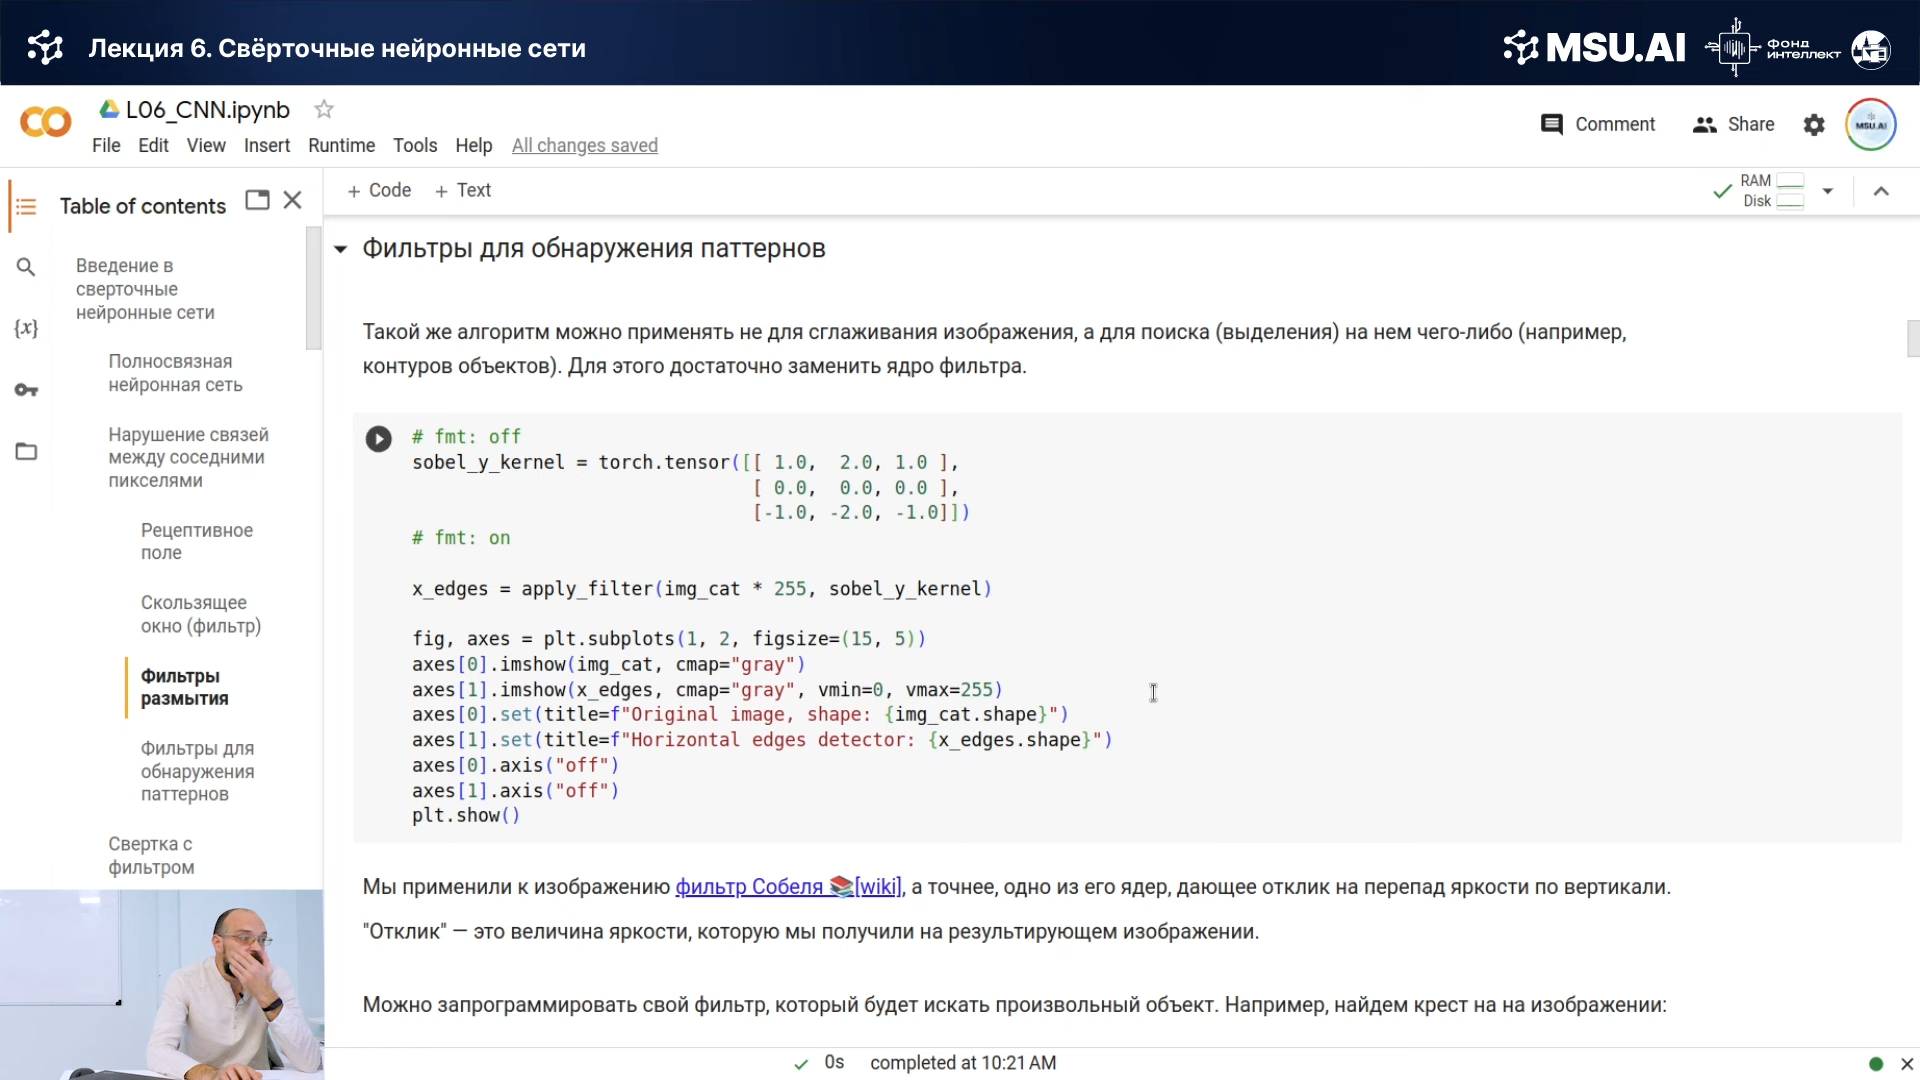 Лекция 6. Свёрточные нейронные сети
MSU.AI
ФОНД
ИНТЕЛЛЕКТ
L06_CNN.ipynb
File Edit View Insert Runtime Tools Help All changes saved
Comment
Share
MSU.AI
Table of contents
+ Code + Text
RAM
Disk
Введение в
сверточные
нейронные сети
Полносвязная
нейронная сеть
Нарушение связей
между соседними
пикселями
Рецептивное
поле
Скользящее
окно (фильтр)
Фильтры
размытия
Фильтры для
обнаружения
паттернов
Свертка с
фильтром
{x}
Фильтры для обнаружения паттернов
Такой же алгоритм можно применять не для сглаживания изображения, а для поиска (выделения) на нем чего-либо (например,
контуров объектов). Для этого достаточно заменить ядро фильтра.
# fmt: off
sobel_y_kernel = torch.tensor([[ 1.0,  2.0, 1.0 ],
[ 0.0,  0.0, 0.0 ],
[-1.0, -2.0, -1.0]])
# fmt: on
x_edges = apply_filter(img_cat * 255, sobel_y_kernel)
fig, axes = plt.subplots(1, 2, figsize=(15, 5))
axes[0].imshow(img_cat, cmap="gray")
axes[1].imshow(x_edges, cmap="gray", vmin=0, vmax=255)
axes[0].set(title=f"Original image, shape: {img_cat.shape}")
axes[1].set(title=f"Horizontal edges detector: {x_edges.shape}")
axes[0].axis("off")
axes[1].axis("off")
plt.show()
Мы применили к изображению фильтр Собеля 📚[wiki], а точнее, одно из его ядер, дающее отклик на перепад яркости по вертикали.
"Отклик" — это величина яркости, которую мы получили на результирующем изображении.
Можно запрограммировать свой фильтр, который будет искать произвольный объект. Например, найдем крест на на изображении:
0s completed at 10:21 AM